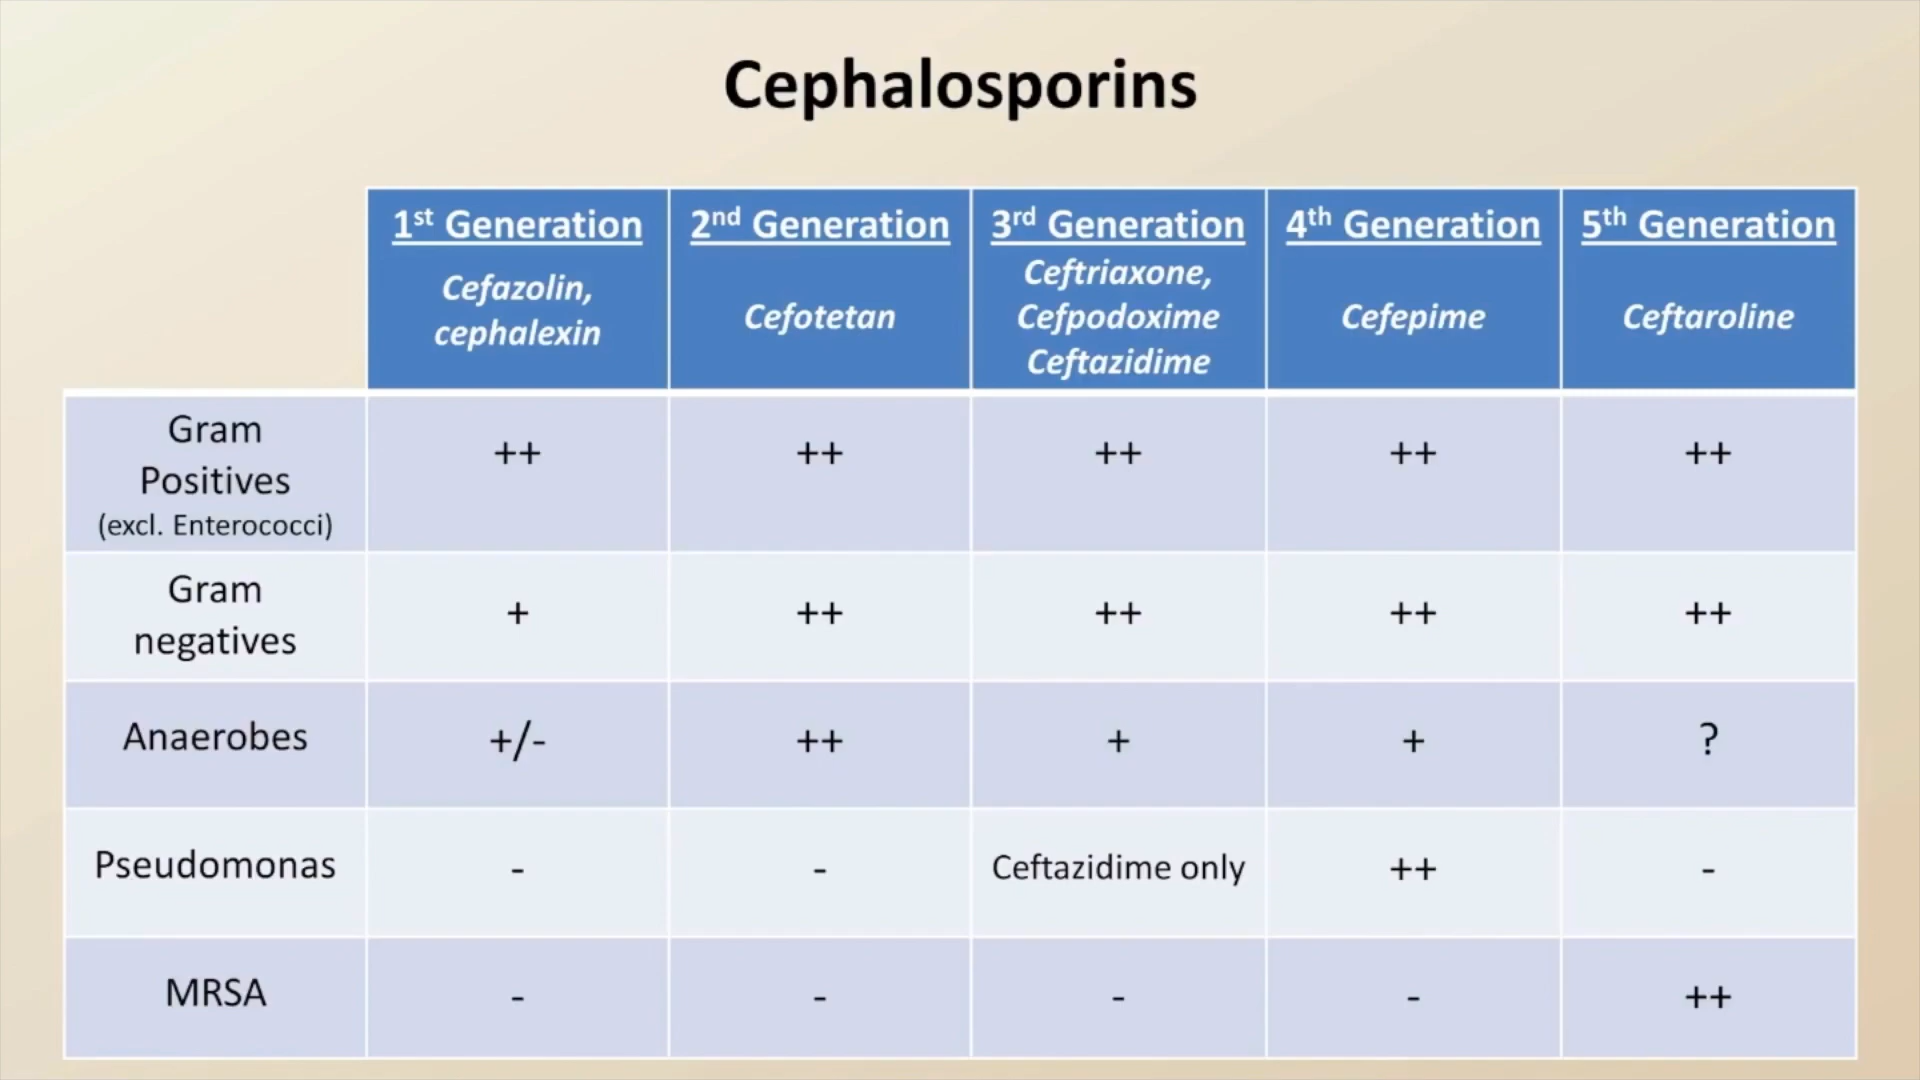 Cephalosporins
1st Generation
Cefazolin,
cephalexin
2nd Generation
Cefotetan
3rd Generation
Ceftriaxone,
Cefpodoxime
Ceftazidime
4th Generation
Cefepime
5th Generation
Ceftaroline
Gram
Positives
(excl. Enterococci)
++ ++ ++ ++ ++
Gram
negatives
+ ++ ++ ++ ++
Anaerobes +/- ++ + + ?
Pseudomonas - - Ceftazidime only ++ -
MRSA - - - - ++